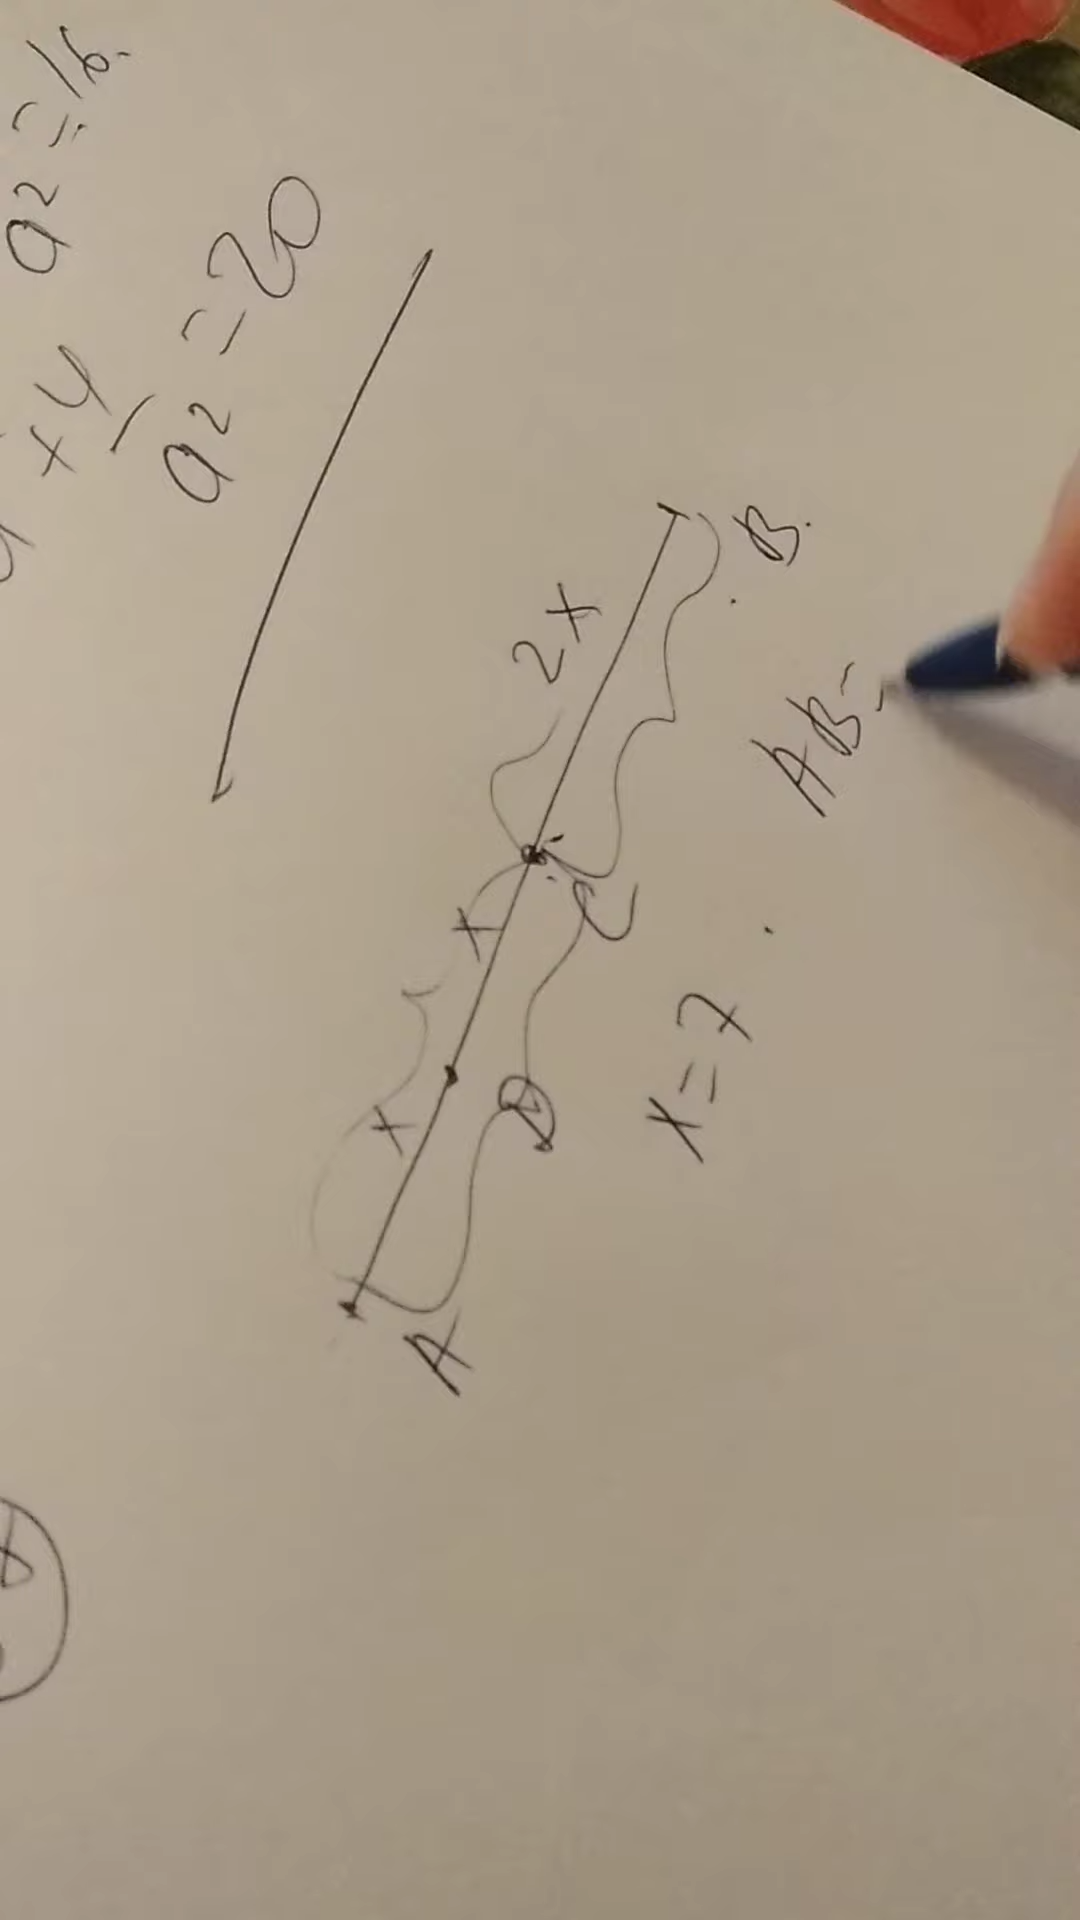 a² = 16.
+4
a² = 20
2x
x
x
A
D
C
B.
x = 7
AB =